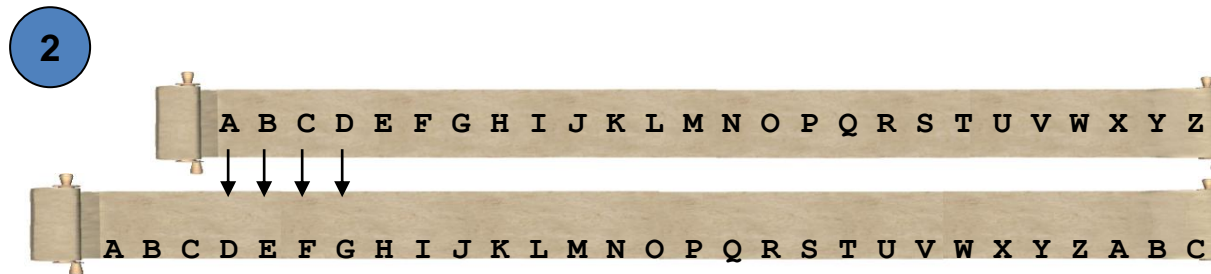 2
A B C D E F G H I J K L M N O P Q R S T U V W X Y Z
A B C D E F G H I J K L M N O P Q R S T U V W X Y Z A B C